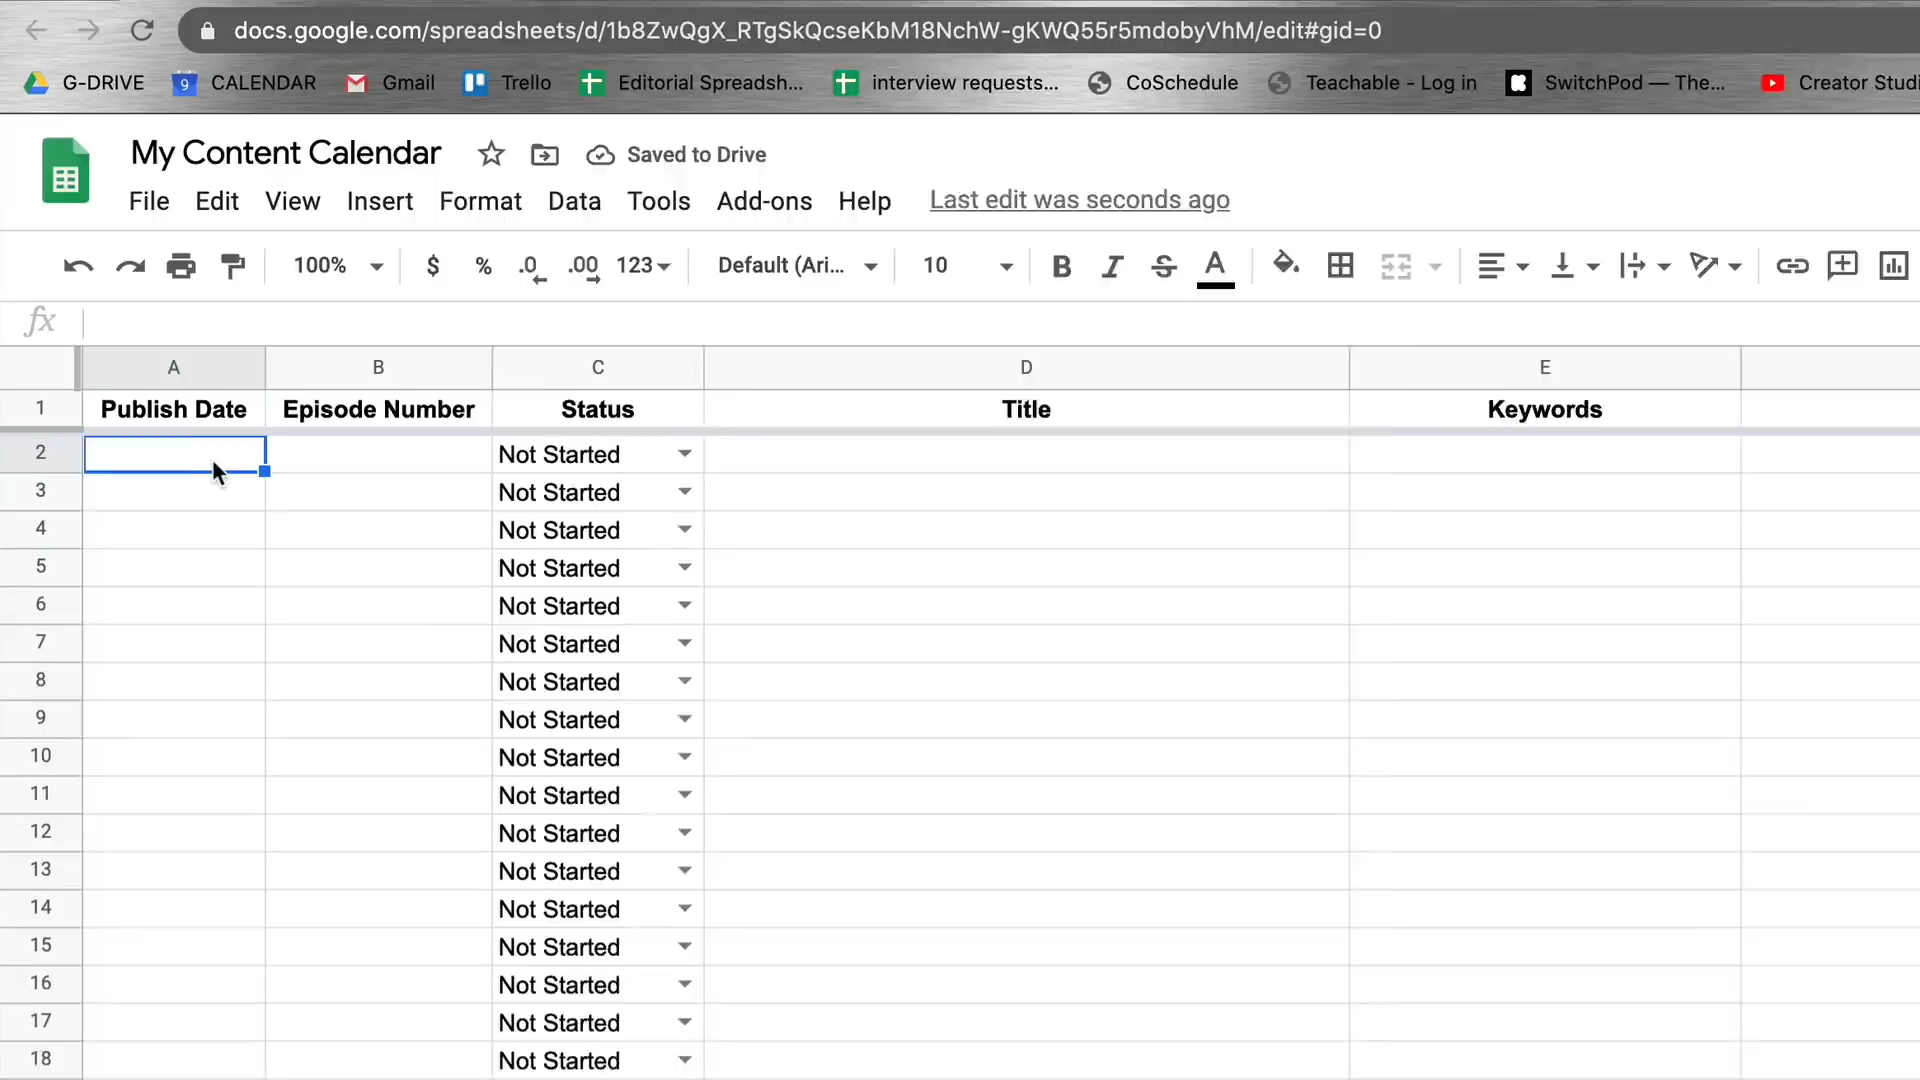 docs.google.com/spreadsheets/d/1b8ZwQgX_RTgSkQcseKbM18NchW-gKWQ55r5mdobyVhM/edit#gid=0
G-DRIVE 9 CALENDAR Gmail Trello Editorial Spreadsh... interview requests... CoSchedule Teachable - Log in SwitchPod — The... Creator Studi
My Content Calendar Saved to Drive
File Edit View Insert Format Data Tools Add-ons Help Last edit was seconds ago
100% $ % .0 .00 123 Default (Ari... 10 B I S A
fx
A B C D E
1 Publish Date Episode Number Status Title Keywords
2 Not Started
3 Not Started
4 Not Started
5 Not Started
6 Not Started
7 Not Started
8 Not Started
9 Not Started
10 Not Started
11 Not Started
12 Not Started
13 Not Started
14 Not Started
15 Not Started
16 Not Started
17 Not Started
18 Not Started